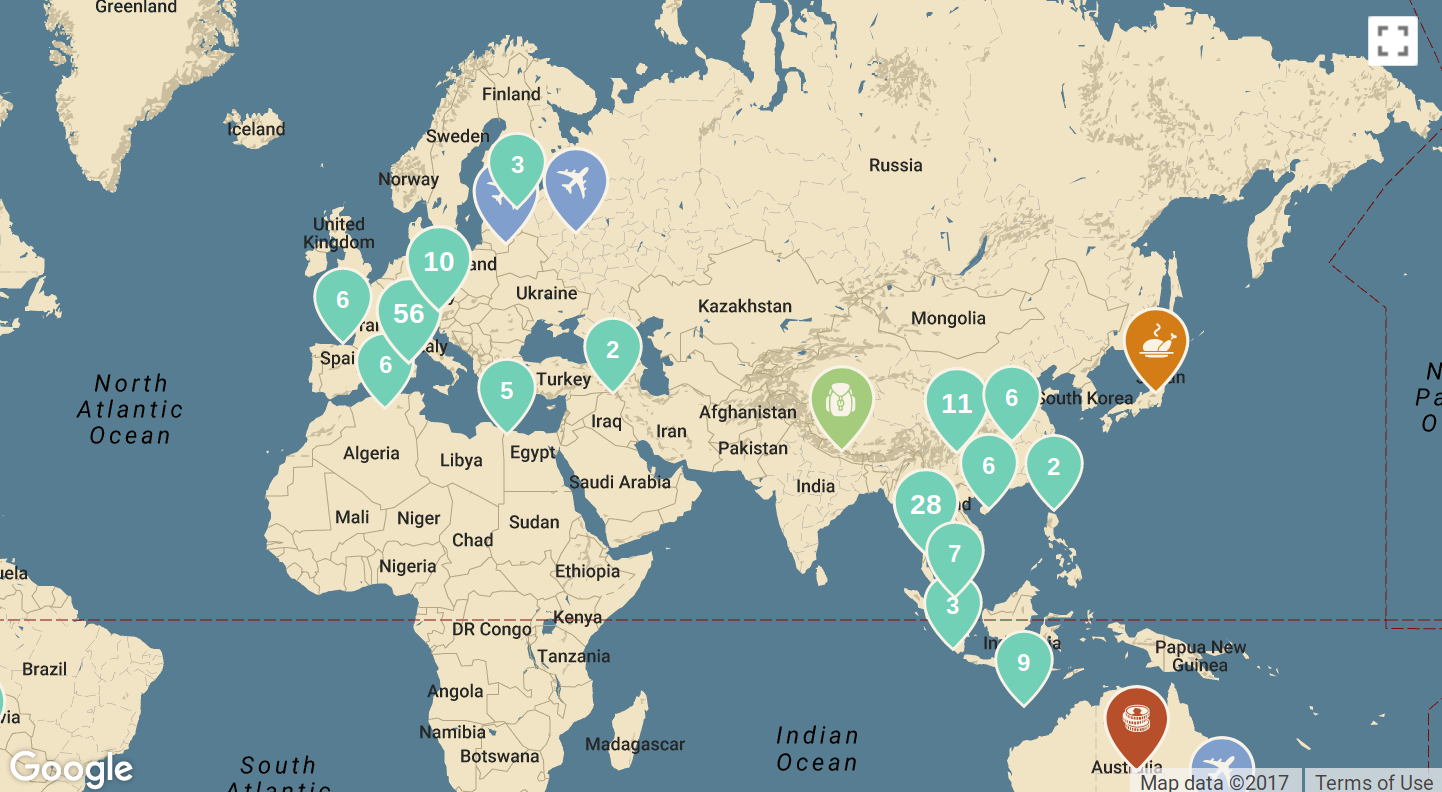 Greenland
Finland
Iceland
Sweden
3
Russia
Norway
United
Kingdom
10
and
6
Ukraine
56
Kazakhstan
Mongolia
ran
aly
2
Spai
6
Turkey
5
North
Atlantic
Ocean
11
6
South Korea
Afghanistan
Iraq
Iran
Pakistan
Algeria
Libya
Egypt
6
2
Saudi Arabia
India
28
nd
Mali
Niger
Sudan
Chad
7
Nigeria
Ethiopia
uela
3
Kenya
DR Congo
In
ia
Papua New
Guinea
9
Tanzania
Brazil
Angola
via
Namibia
Madagascar
Indian
Ocean
Botswana
South
Atlantic
Australia
N
Pa
O
Google
Map data ©2017
Terms of Use